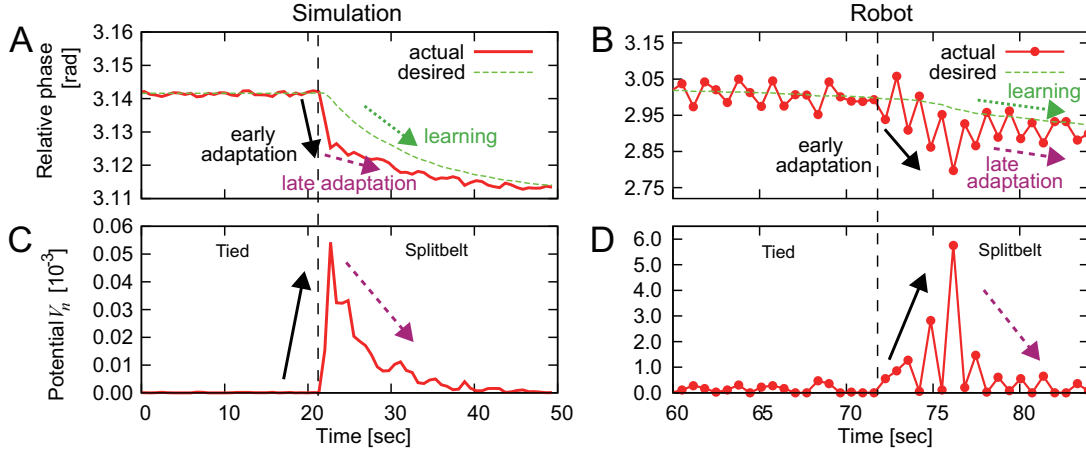 Simulation
Robot
A
3.16
3.15
3.14
3.13
3.12
3.11
Relative phase
[rad]
actual
desired
early
adaptation
learning
late adaptation
B
3.15
3.05
2.95
2.85
2.75
actual
desired
early
adaptation
learning
late
adaptation
C
0.06
0.05
0.04
0.03
0.02
0.01
0.00
Potential Vn [10-3]
Tied
Splitbelt
0
10
20
30
40
50
Time [sec]
D
6.0
5.0
4.0
3.0
2.0
1.0
0.0
Tied
Splitbelt
60
65
70
75
80
Time [sec]